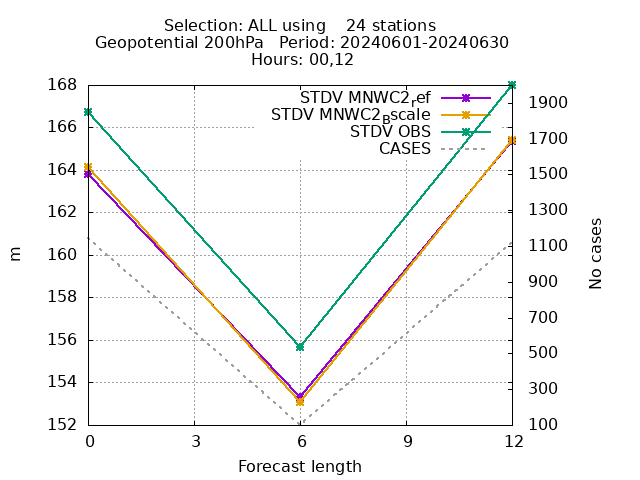 Selection: ALL using    24 stations
Geopotential 200hPa   Period: 20240601-20240630
Hours: 00,12
168
166
164
162
160
158
156
154
152
m
STDV MNWC2ref
STDV MNWC2Bscale
STDV OBS
CASES
1900
1700
1500
1300
1100
900
700
500
300
100
No cases
0
3
6
9
12
Forecast length